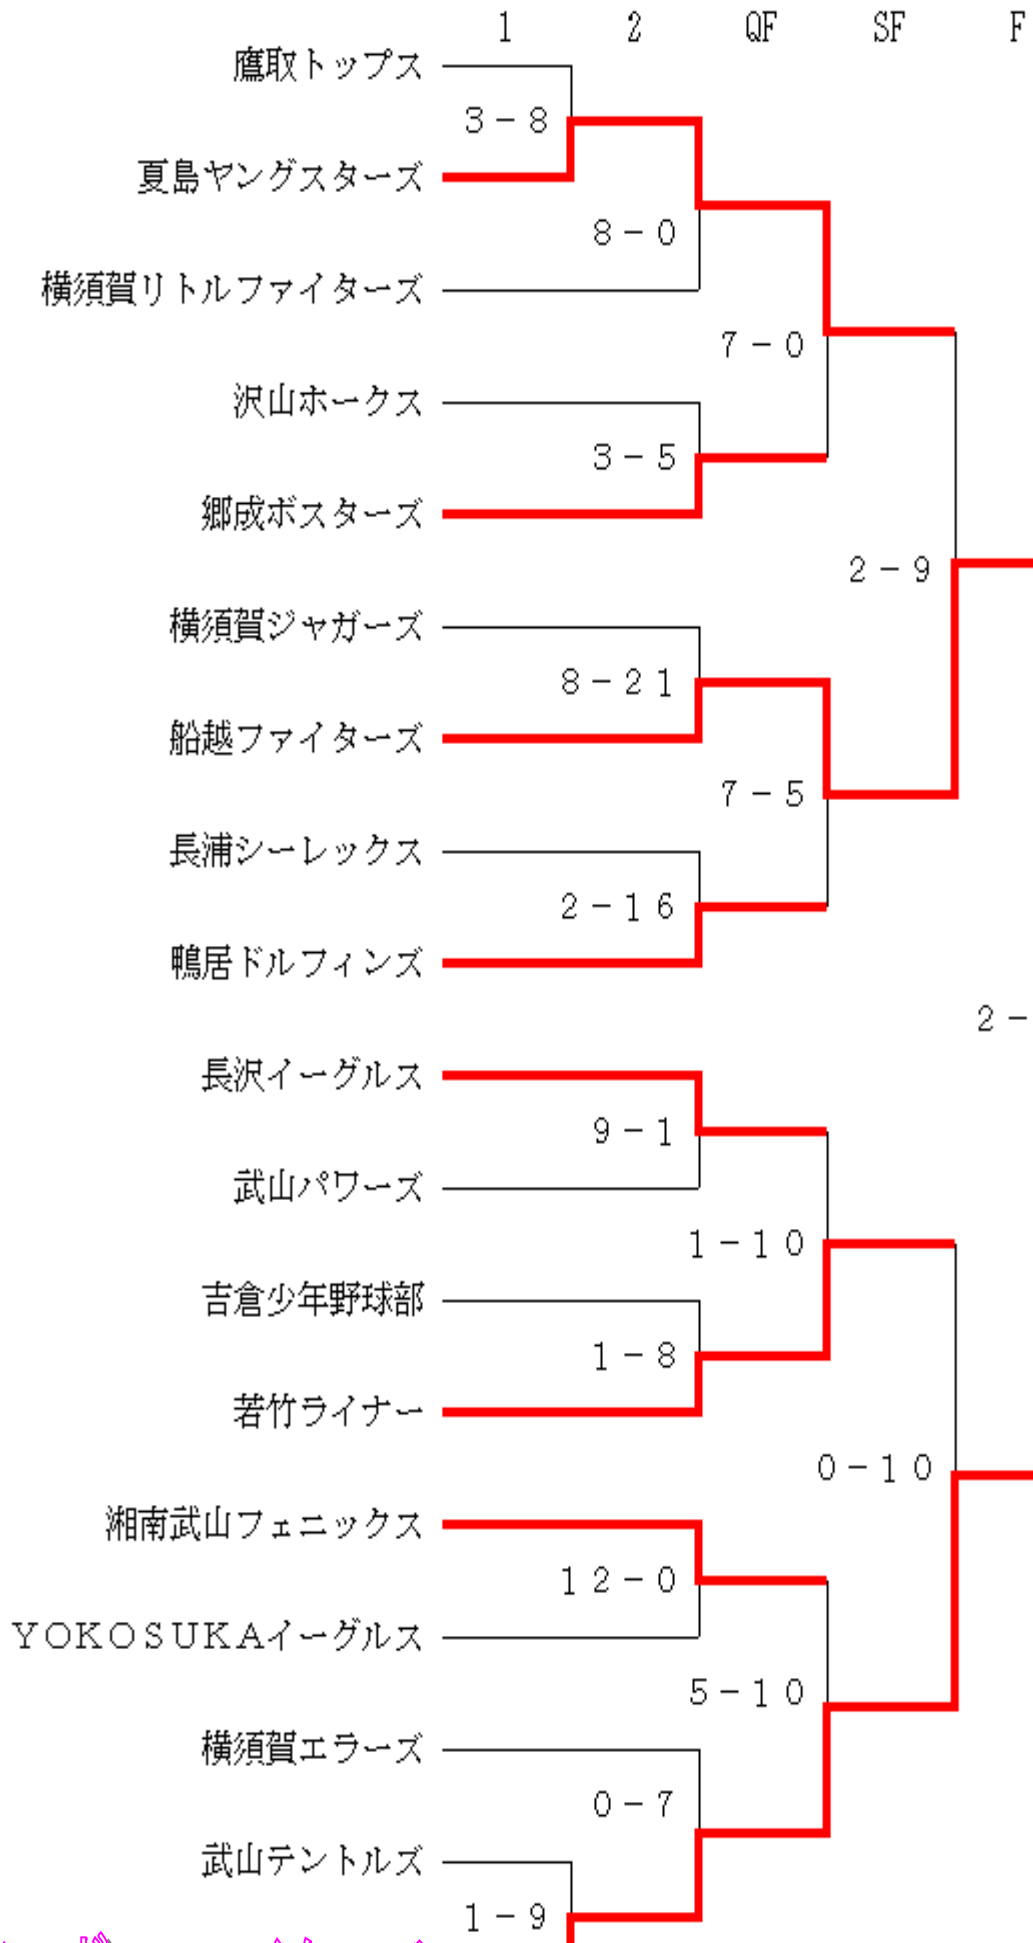 1 2 QF SF F
鷹取トップス
3-8
夏島ヤングスターズ
8-0
横須賀リトルファイターズ
7-0
沢山ホークス
3-5
郷成ボスターズ
2-9
横須賀ジャガーズ
8-21
船越ファイターズ
7-5
長浦シーレックス
2-16
鴨居ドルフィンズ
2-
長沢イーグルス
9-1
武山パワーズ
1-10
吉倉少年野球部
1-8
若竹ライナー
0-10
湘南武山フェニックス
12-0
YOKOSUKAイーグルス
5-10
横須賀エラーズ
0-7
武山テントルズ
1-9